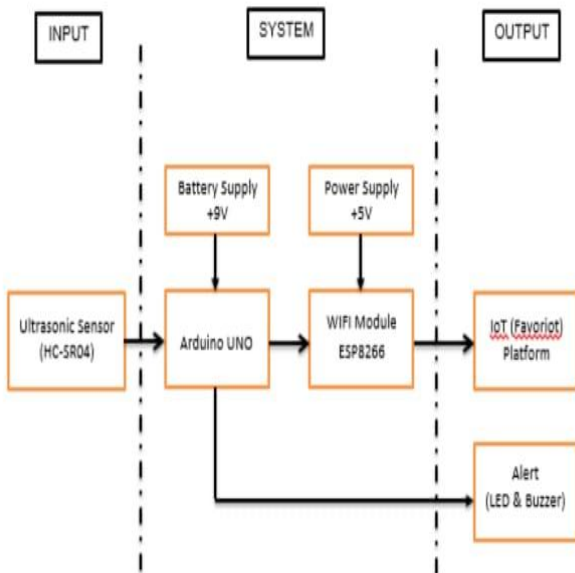 INPUT
SYSTEM
OUTPUT
Battery Supply
+9V
Power Supply
+5V
Ultrasonic Sensor
(HC-SR04)
Arduino UNO
WIFI Module
ESP8266
IoT (Favoriot)
Platform
Alert
(LED & Buzzer)